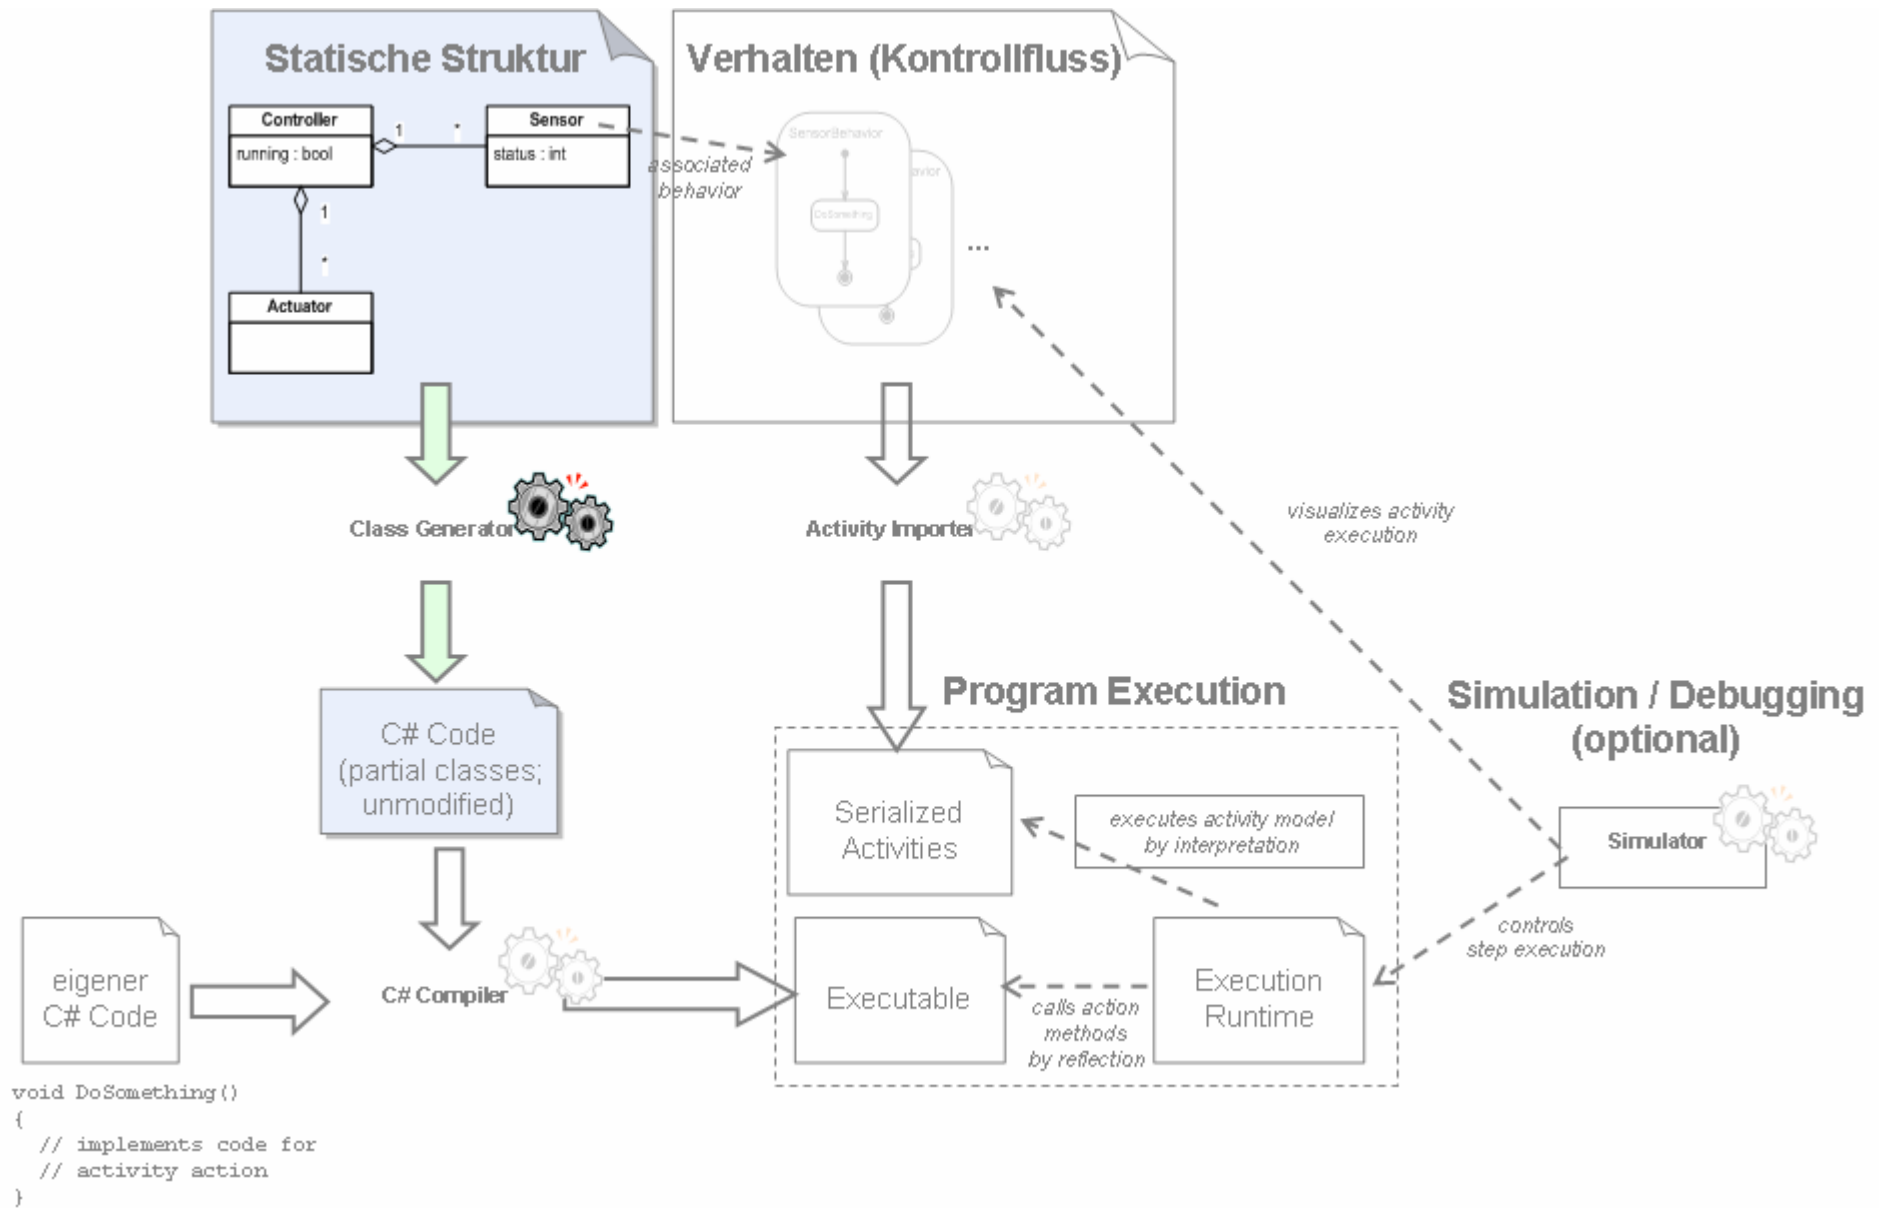 Statische Struktur
Controller
running : bool
1
*
Sensor
status : int
1
*
Actuator
Verhalten (Kontrollfluss)
SensorBehavior
DoSomething
avior
...
associated
behavior
Class Generator
Activity Importer
visualizes activity
execution
C# Code
(partial classes;
unmodified)
Program Execution
Simulation / Debugging
(optional)
Serialized
Activities
executes activity model
by interpretation
Simulator
controls
step execution
eigener
C# Code
C# Compiler
Executable
calls action
methods
by reflection
Execution
Runtime
void DoSomething()
{
// implements code for
// activity action
}